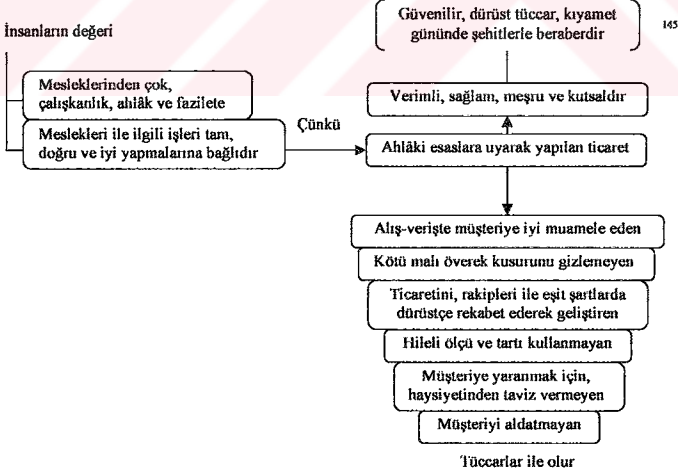 İnsanların değeri
Mesleklerinden çok,
çalışkanlık, ahlâk ve fazilete
Meslekleri ile ilgili işleri tam,
doğru ve iyi yapmalarına bağlıdır
Çünkü
Güvenilir, dürüst tüccar, kıyamet
gününde şehitlerle beraberdir
145
Verimli, sağlam, meşru ve kutsaldır
Ahlâki esaslara uyarak yapılan ticaret
Alış-verişte müşteriye iyi muamele eden
Kötü malı överek kusurunu gizlemeyen
Ticaretini, rakipleri ile eşit şartlarda
dürüstçe rekabet ederek geliştiren
Hileli ölçü ve tartı kullanmayan
Müşteriye yaranmak için,
haysiyetinden taviz vermeyen
Müşteriyi aldatmayan
Tüccarlar ile olur